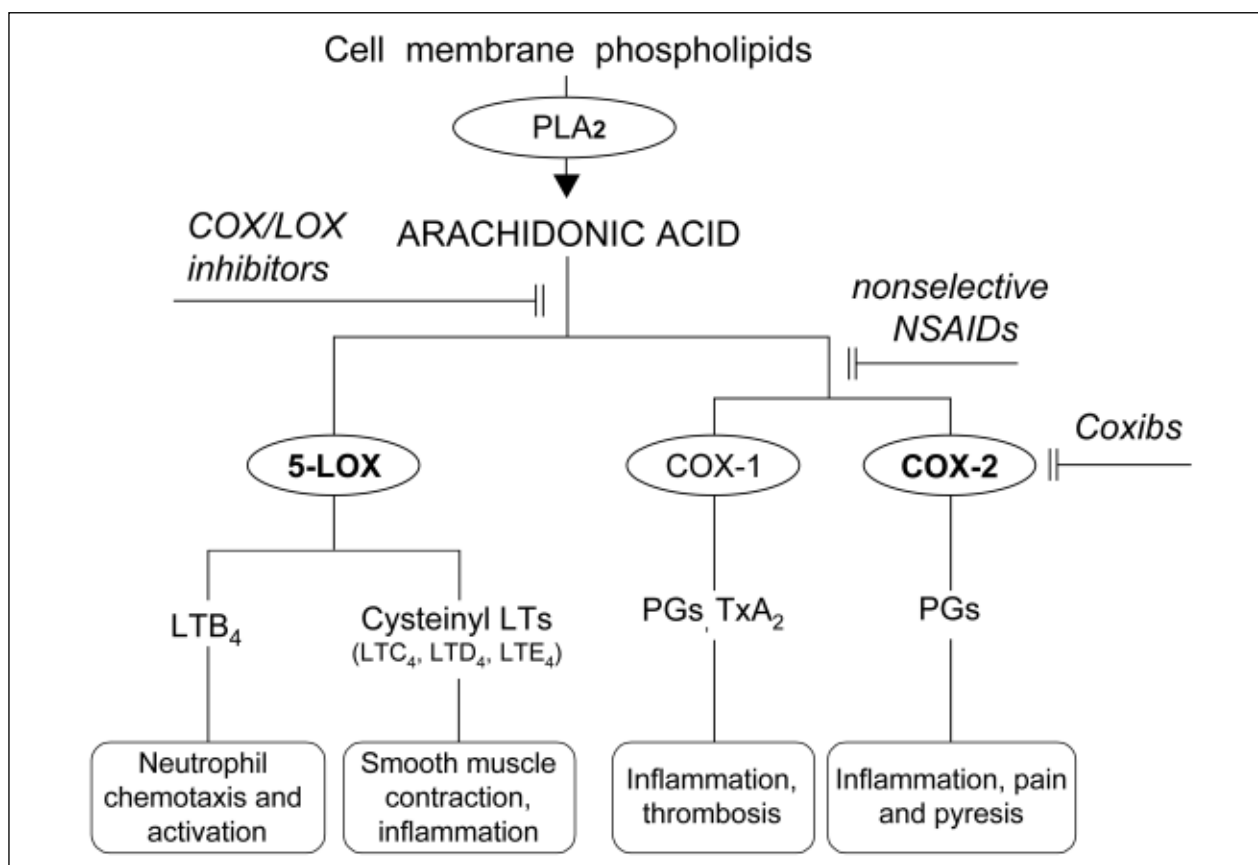 Cell membrane phospholipids
PLA2
ARACHIDONIC ACID
COX/LOX
inhibitors
nonselective
NSAIDs
Coxibs
5-LOX
COX-1
COX-2
LTB4
Cysteinyl LTs
(LTC4, LTD4, LTE4)
PGs, TxA2
PGs
Neutrophil
chemotaxis and
activation
Smooth muscle
contraction,
inflammation
Inflammation,
thrombosis
Inflammation, pain
and pyresis